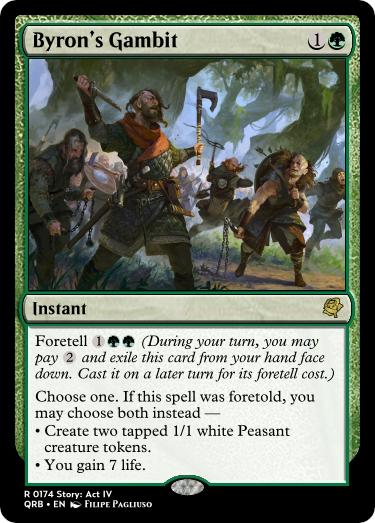 Byron's Gambit 1
Instant
Foretell 1 (During your turn, you may
pay 2 and exile this card from your hand face
down. Cast it on a later turn for its foretell cost.)
Choose one. If this spell was foretold, you
may choose both instead —
• Create two tapped 1/1 white Peasant
creature tokens.
• You gain 7 life.
R 0174 Story: Act IV
QRB • EN Filipe Pagliuso